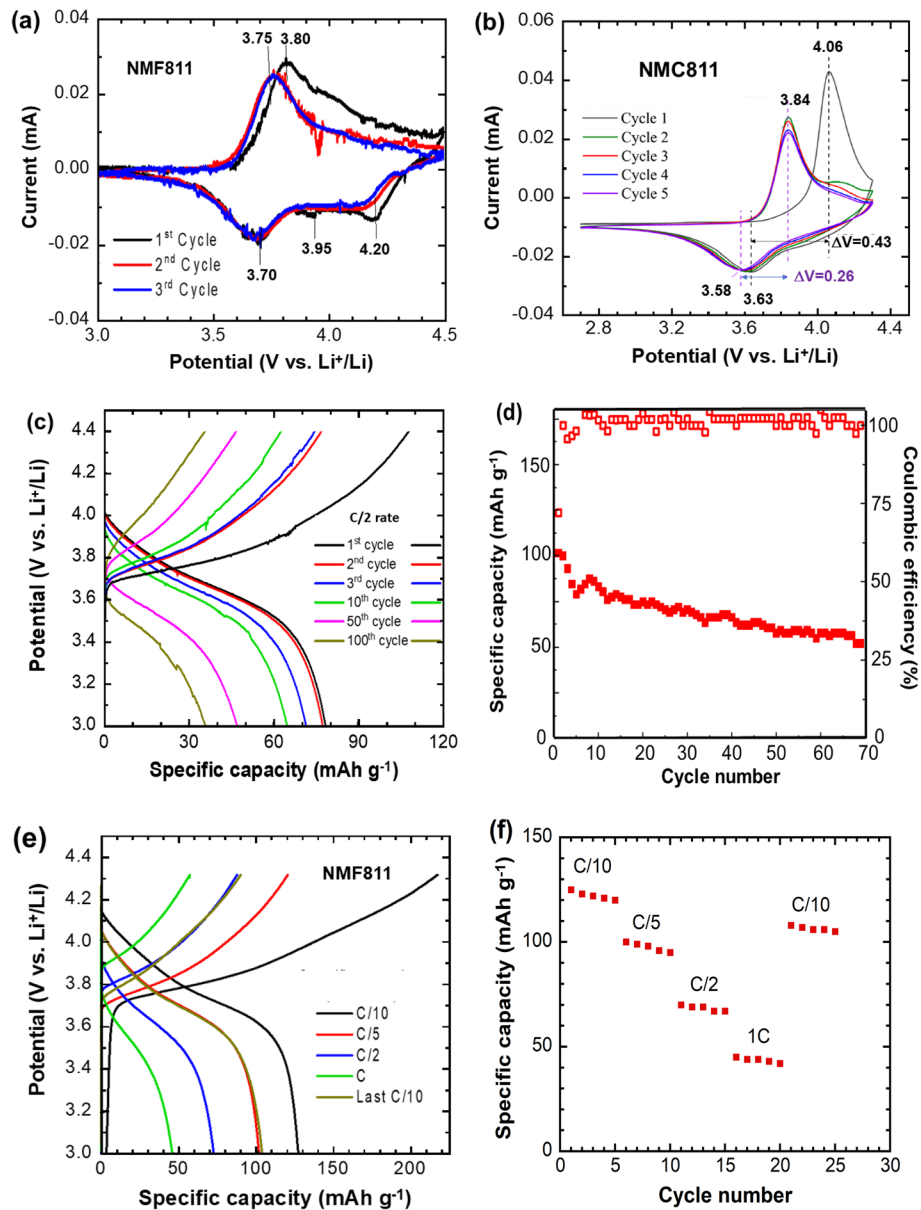 (a)
NMF811
3.75 3.80
3.95 4.20
3.70
1st Cycle
2nd Cycle
3rd Cycle
0.04
0.02
0.00
-0.02
-0.04
Current (mA)
3.0 3.5 4.0 4.5
Potential (V vs. Li+/Li)
(b)
NMC811
4.06
3.84
Cycle 1
Cycle 2
Cycle 3
Cycle 4
Cycle 5
ΔV=0.43
ΔV=0.26
3.58
3.63
0.06
0.04
0.02
0.00
-0.02
-0.04
Current (mA)
2.8 3.2 3.6 4.0 4.4
Potential (V vs. Li+/Li)
(c)
C/2 rate
1st cycle
2nd cycle
3rd cycle
10th cycle
50th cycle
100th cycle
4.4
4.2
4.0
3.8
3.6
3.4
3.2
3.0
Potential (V vs. Li+/Li)
0 30 60 90 120
Specific capacity (mAh g-1)
(d)
150
125
100
75
50
25
0
Specific capacity (mAh g-1)
100
75
50
25
0
Coulombic efficiency (%)
0 10 20 30 40 50 60 70
Cycle number
(e)
NMF811
C/10
C/5
C/2
C
Last C/10
4.4
4.2
4.0
3.8
3.6
3.4
3.2
3.0
Potential (V vs. Li+/Li)
0 50 100 150 200
Specific capacity (mAh g-1)
(f)
C/10
C/5
C/2
1C
C/10
150
100
50
0
Specific capacity (mAh g-1)
0 5 10 15 20 25 30
Cycle number